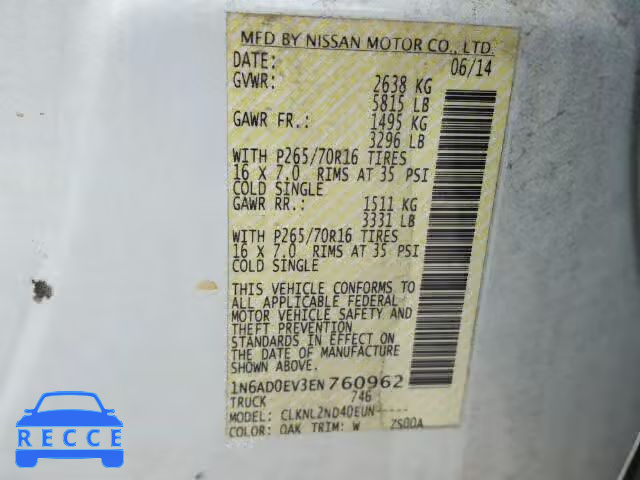 MFD BY NISSAN MOTOR CO., LTD.
DATE: 06/14
GVWR: 2638 KG
5815 LB
GAWR FR.: 1495 KG
3296 LB
WITH P265/70R16 TIRES
16 X 7.0 RIMS AT 35 PSI
COLD SINGLE
GAWR RR.: 1511 KG
3331 LB
WITH P265/70R16 TIRES
16 X 7.0 RIMS AT 35 PSI
COLD SINGLE
THIS VEHICLE CONFORMS TO
ALL APPLICABLE FEDERAL
MOTOR VEHICLE SAFETY AND
THEFT PREVENTION
STANDARDS IN EFFECT ON
THE DATE OF MANUFACTURE
SHOWN ABOVE.
1N6AD0EV3EN760962
TRUCK 746
MODEL: CLKNL2ND40EUN-----
COLOR: QAK TRIM: W ZS00A
RECCE